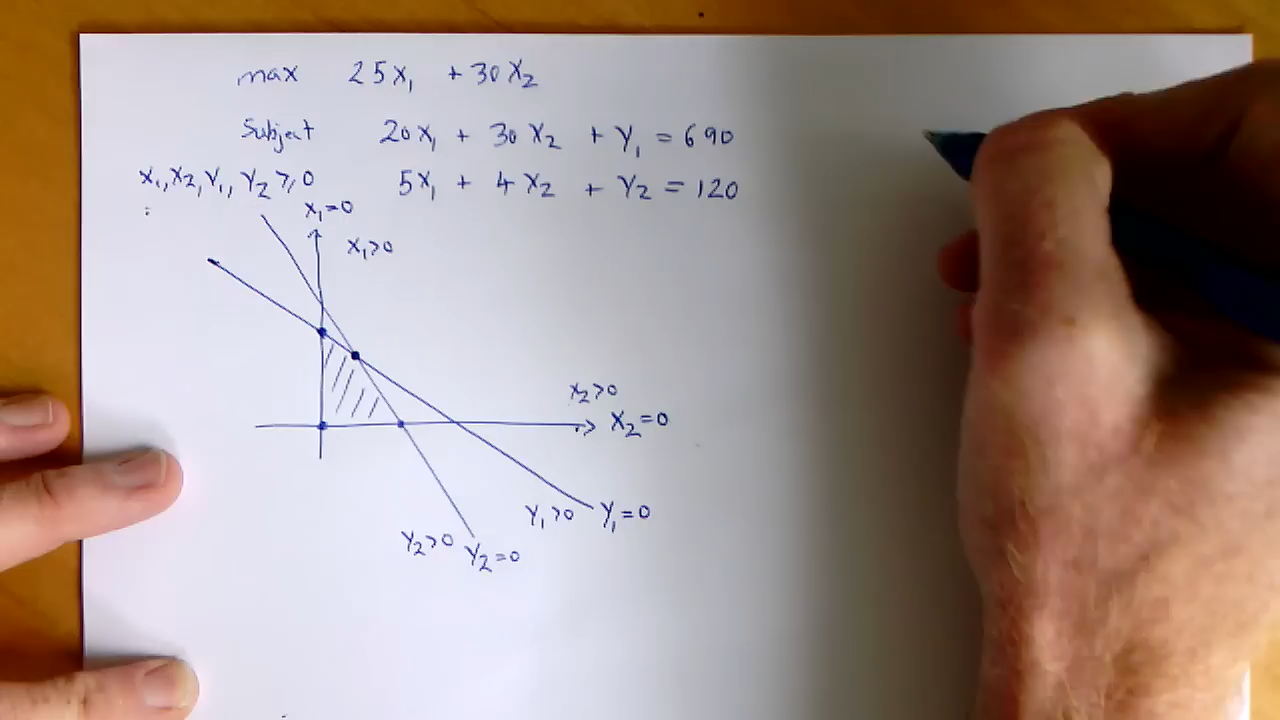 max 25x₁ + 30x₂
Subject 20x₁ + 30x₂ + y₁ = 690
x₁, x₂, y₁, y₂ ⩾ 0 5x₁ + 4x₂ + y₂ = 120
x₁=0
x₁>0
x₂>0
x₂=0
y₁>0 y₁=0
y₂>0 y₂=0